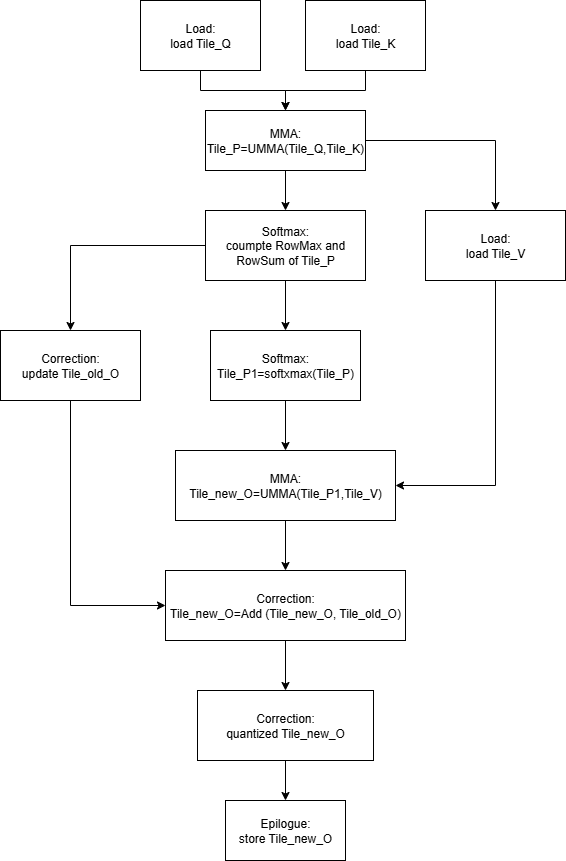 Load:
load Tile_Q
Load:
load Tile_K
MMA:
Tile_P=UMMA(Tile_Q,Tile_K)
Softmax:
coumpte RowMax and
RowSum of Tile_P
Load:
load Tile_V
Correction:
update Tile_old_O
Softmax:
Tile_P1=softxmax(Tile_P)
MMA:
Tile_new_O=UMMA(Tile_P1,Tile_V)
Correction:
Tile_new_O=Add (Tile_new_O, Tile_old_O)
Correction:
quantized Tile_new_O
Epilogue:
store Tile_new_O